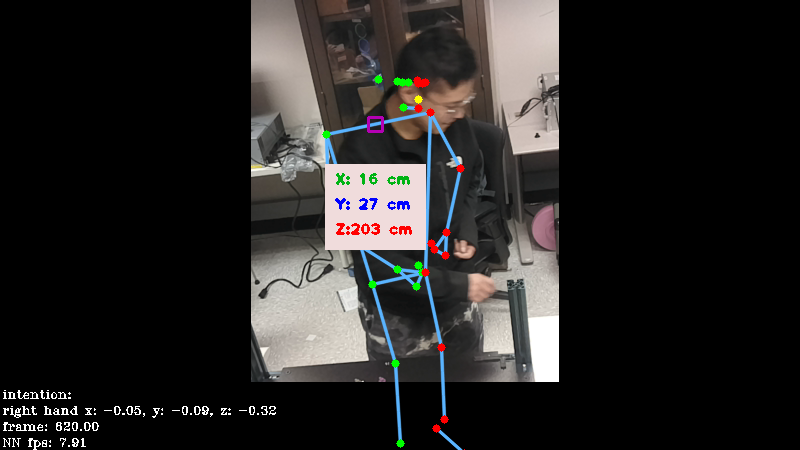 X: 16 cm
Y: 27 cm
Z:203 cm
intention:
right hand x: -0.05, y: -0.09, z: -0.32
frame: 620.00
NN fps: 7.91